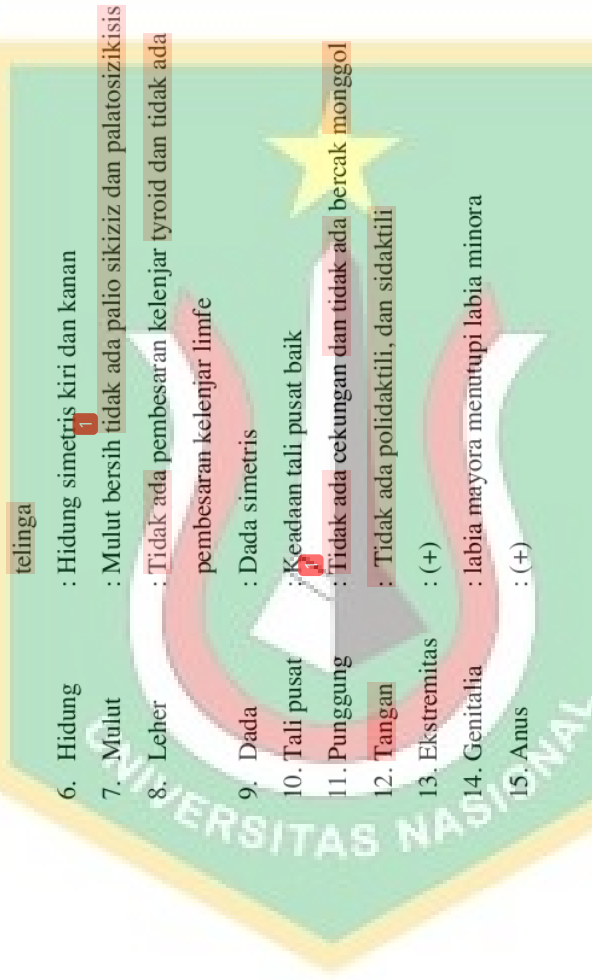 telinga
6. Hidung : Hidung simetris kiri dan kanan
7. Mulut : Mulut bersih tidak ada palio sikiziz dan palatosizikisis
8. Leher : Tidak ada pembesaran kelenjar tyroid dan tidak ada
pembesaran kelenjar limfe
9. Dada : Dada simetris
10. Tali pusat : Keadaan tali pusat baik
11. Punggung : Tidak ada cekungan dan tidak ada bercak monggol
12. Tangan : Tidak ada polidaktili, dan sidaktili
13. Ekstremitas : (+)
14. Genitalia : labia mayora menutupi labia minora
15. Anus : (+)
1
UNIVERSITAS NASIONAL